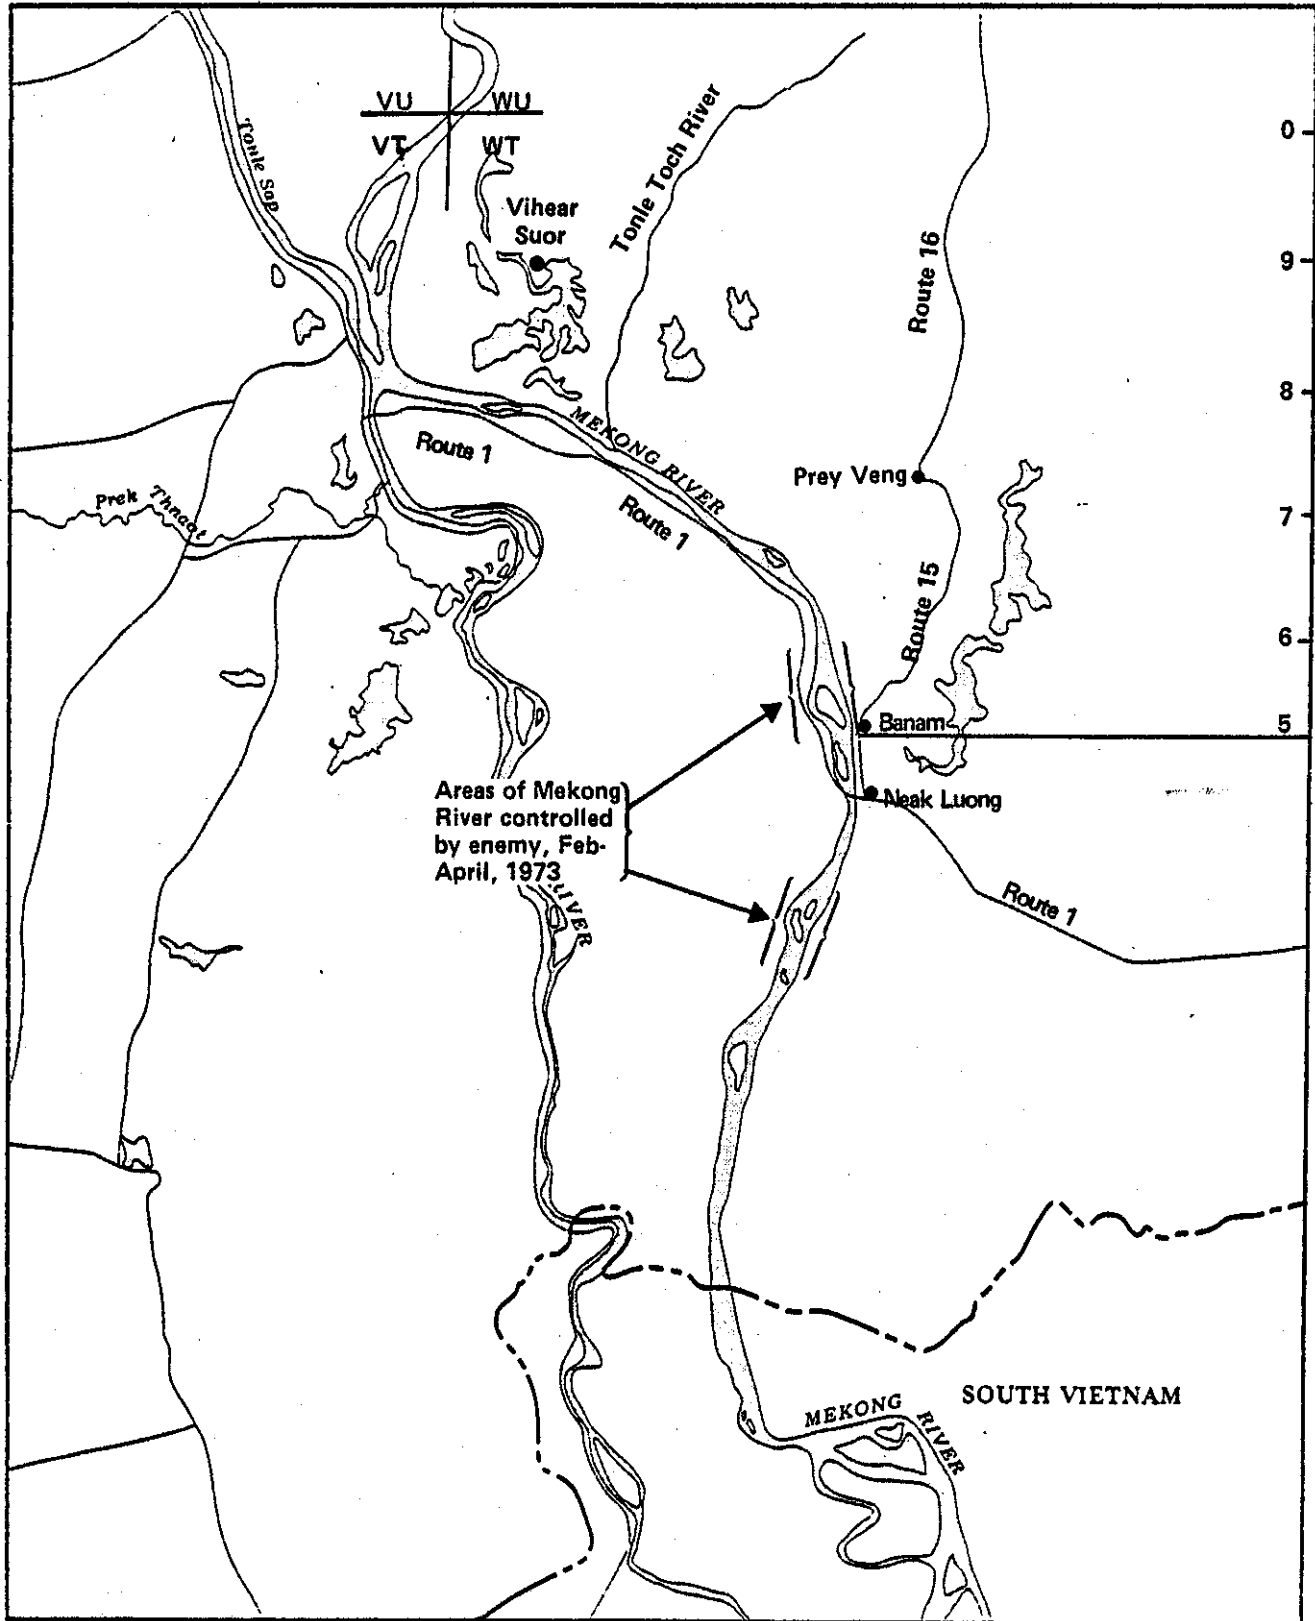 VU WU
VT WT
0
Tonle Sap
Tonle Toch River
Vihear
Suor
Route 16
9
8
MEKONG RIVER
Route 1
Prey Veng
Prek Thnaot
Route 1
7
Route 15
6
Banam
5
Areas of Mekong
River controlled
by enemy, Feb-
April, 1973
Neak Luong
RIVER
Route 1
SOUTH VIETNAM
MEKONG RIVER